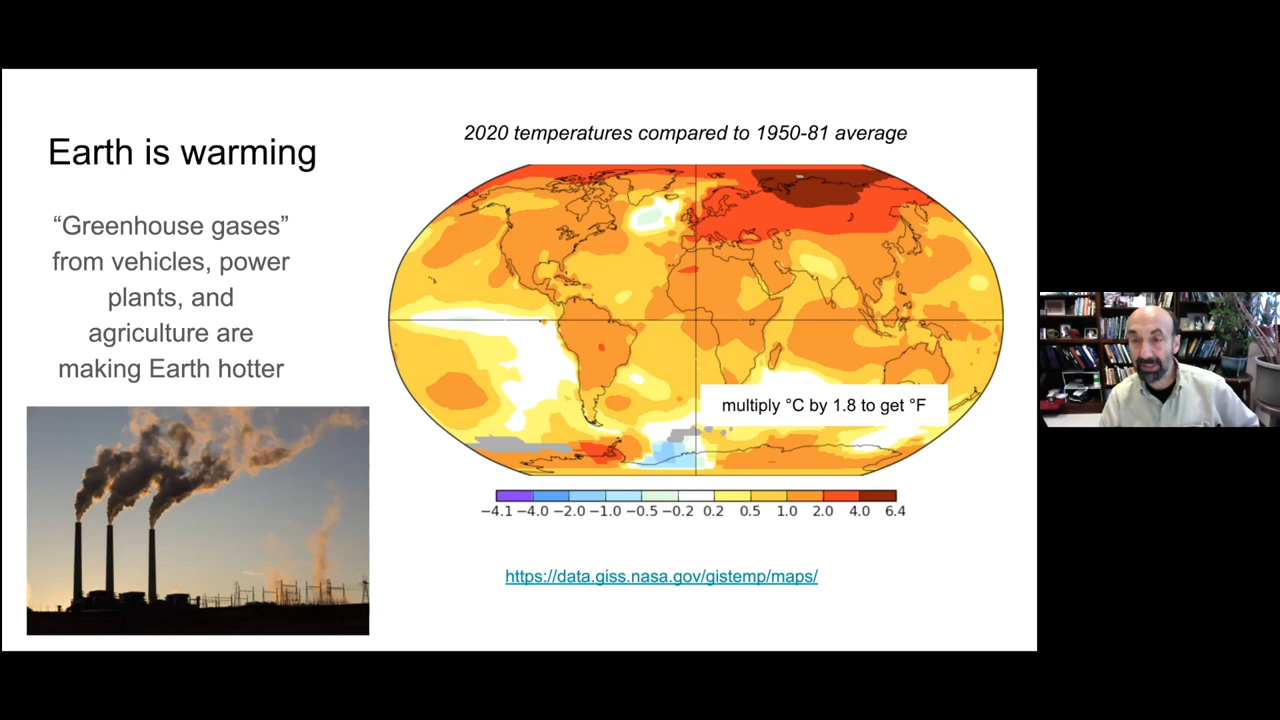 Earth is warming
“Greenhouse gases”
from vehicles, power
plants, and
agriculture are
making Earth hotter
2020 temperatures compared to 1950-81 average
multiply °C by 1.8 to get °F
−4.1 −4.0 −2.0 −1.0 −0.5 −0.2 0.2 0.5 1.0 2.0 4.0 6.4
https://data.giss.nasa.gov/gistemp/maps/